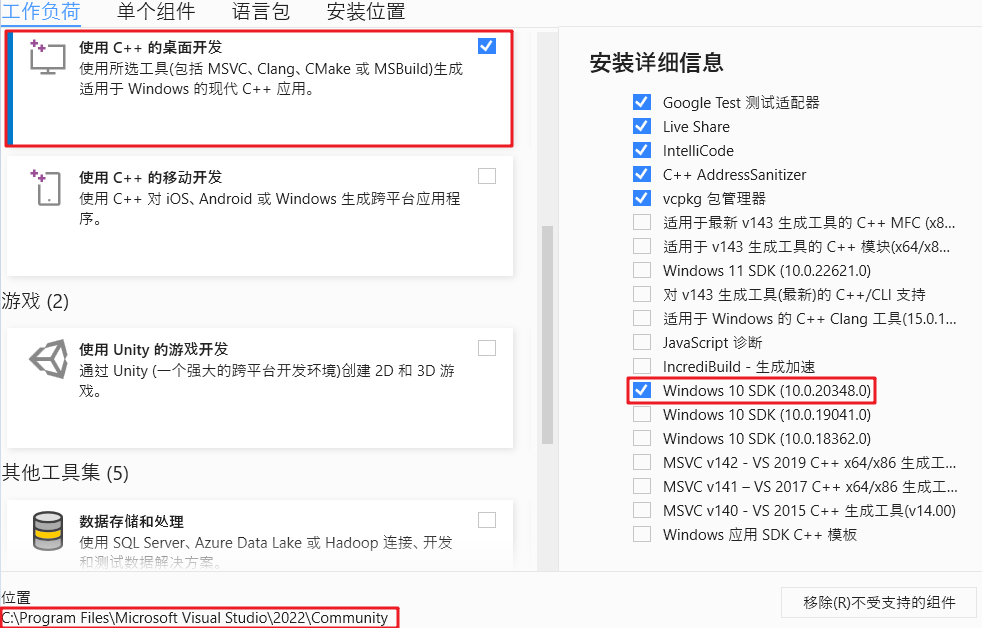 工作负荷 单个组件 语言包 安装位置
使用 C++ 的桌面开发
使用所选工具(包括 MSVC、Clang、CMake 或 MSBuild)生成
适用于 Windows 的现代 C++ 应用。
使用 C++ 的移动开发
使用 C++ 对 iOS、Android 或 Windows 生成跨平台应用程
序。
游戏 (2)
使用 Unity 的游戏开发
通过 Unity (一个强大的跨平台开发环境)创建 2D 和 3D 游
戏。
其他工具集 (5)
数据存储和处理
使用 SQL Server、Azure Data Lake 或 Hadoop 连接、开发
和测试数据解决方案。
安装详细信息
Google Test 测试适配器
Live Share
IntelliCode
C++ AddressSanitizer
vcpkg 包管理器
适用于最新 v143 生成工具的 C++ MFC (x8...
适用于 v143 生成工具的 C++ 模块(x64/x8...
Windows 11 SDK (10.0.22621.0)
对 v143 生成工具(最新)的 C++/CLI 支持
适用于 Windows 的 C++ Clang 工具(15.0.1...
JavaScript 诊断
IncrediBuild - 生成加速
Windows 10 SDK (10.0.20348.0)
Windows 10 SDK (10.0.19041.0)
Windows 10 SDK (10.0.18362.0)
MSVC v142 - VS 2019 C++ x64/x86 生成工...
MSVC v141 – VS 2017 C++ x64/x86 生成工...
MSVC v140 - VS 2015 C++ 生成工具(v14.00)
Windows 应用 SDK C++ 模板
位置
C:\Program Files\Microsoft Visual Studio\2022\Community
移除(R)不受支持的组件